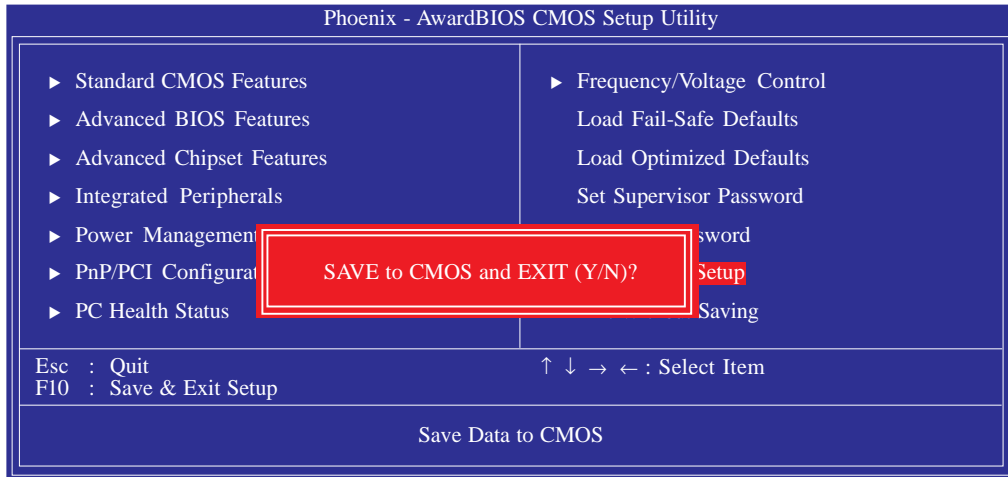 Phoenix - AwardBIOS CMOS Setup Utility
▶ Standard CMOS Features
▶ Advanced BIOS Features
▶ Advanced Chipset Features
▶ Integrated Peripherals
▶ Power Management
▶ PnP/PCI Configurat
▶ PC Health Status
▶ Frequency/Voltage Control
Load Fail-Safe Defaults
Load Optimized Defaults
Set Supervisor Password
sword
Setup
Saving
SAVE to CMOS and EXIT (Y/N)?
Esc : Quit
F10 : Save & Exit Setup
↑ ↓ → ← : Select Item
Save Data to CMOS